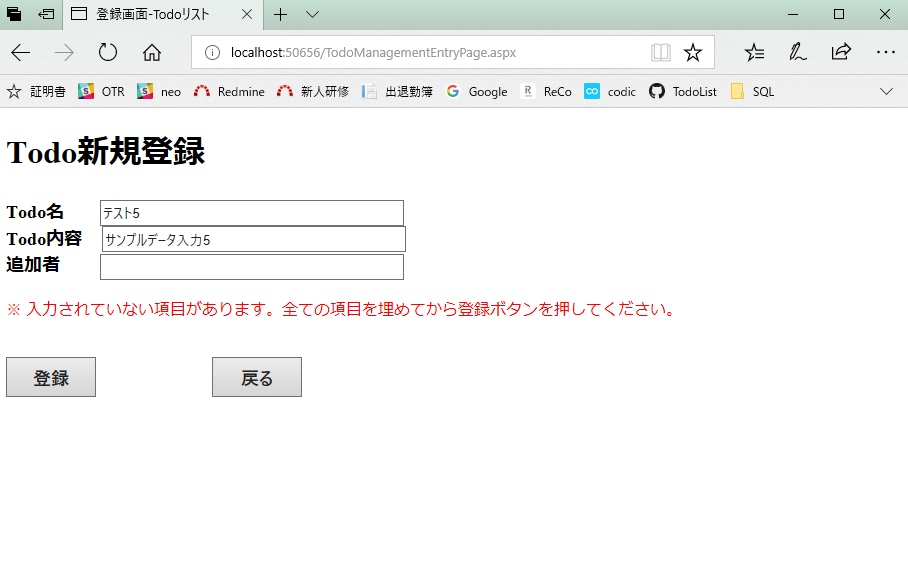 登録画面-Todoリスト
localhost:50656/TodoManagementEntryPage.aspx
証明書 OTR neo Redmine 新人研修 出退勤簿 Google ReCo codic TodoList SQL
Todo新規登録
Todo名 テスト5
Todo内容 サンプルデータ入力5
追加者
※ 入力されていない項目があります。全ての項目を埋めてから登録ボタンを押してください。
登録 戻る